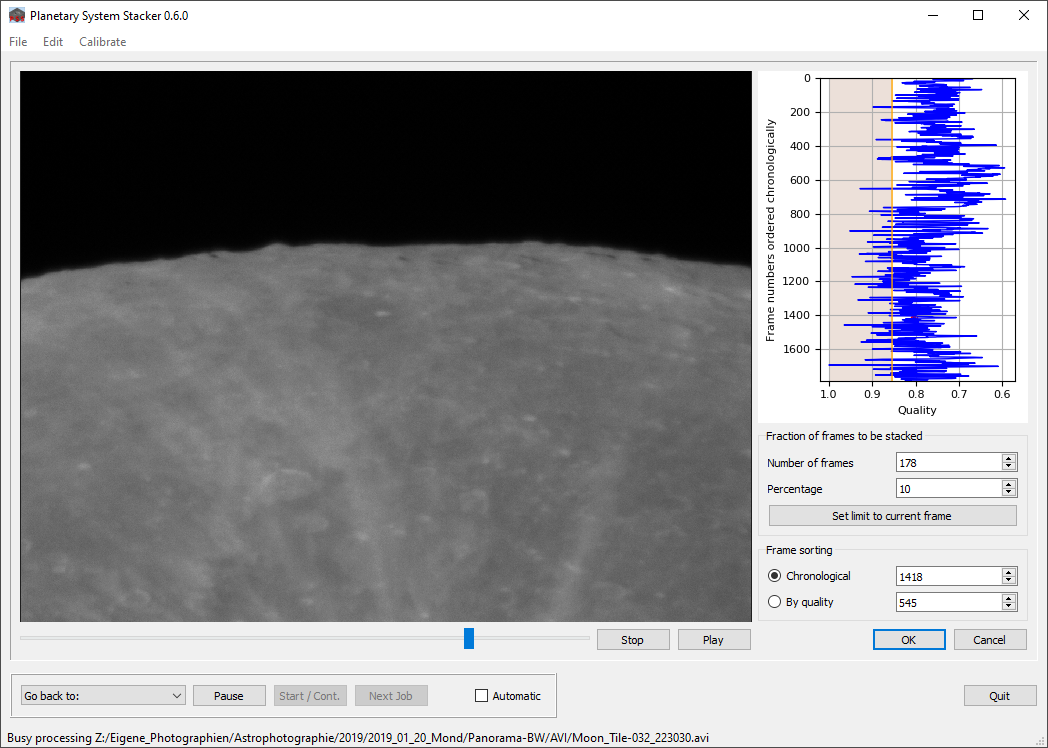 Planetary System Stacker 0.6.0
File Edit Calibrate
0
200
400
600
800
1000
1200
1400
1600
Frame numbers ordered chronologically
1.0 0.9 0.8 0.7 0.6
Quality
Fraction of frames to be stacked
Number of frames 178
Percentage 10
Set limit to current frame
Frame sorting
Chronological 1418
By quality 545
Stop Play OK Cancel
Go back to: Pause Start / Cont. Next Job Automatic Quit
Busy processing Z:/Eigene_Photographien/Astrophotographie/2019/2019_01_20_Mond/Panorama-BW/AVI/Moon_Tile-032_223030.avi